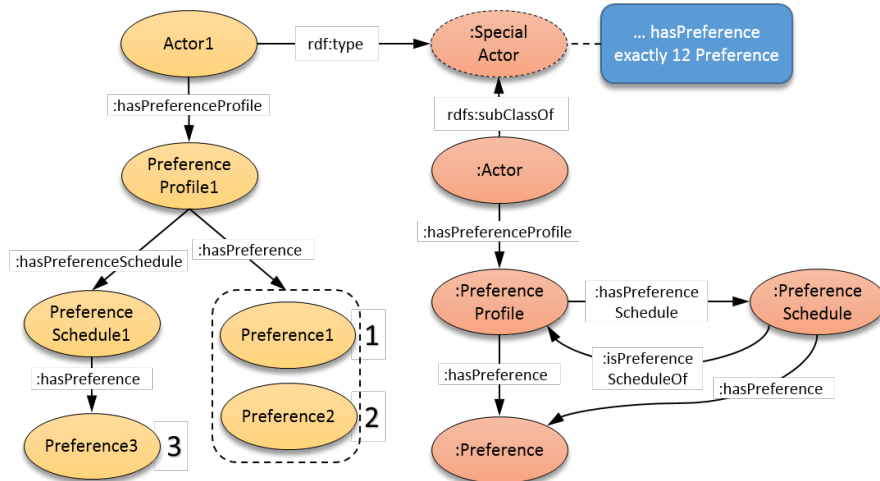 Actor1
rdf:type
:Special
Actor
... hasPreference
exactly 12 Preference
:hasPreferenceProfile
rdfs:subClassOf
Preference
Profile1
:Actor
:hasPreferenceProfile
:hasPreference
:hasPreferenceSchedule
Preference
Schedule1
Preference1
1
:Preference
Profile
:hasPreference
Schedule
:Preference
Schedule
:isPreference
ScheduleOf
:hasPreference
:hasPreference
:hasPreference
Preference2
2
Preference3
3
:Preference